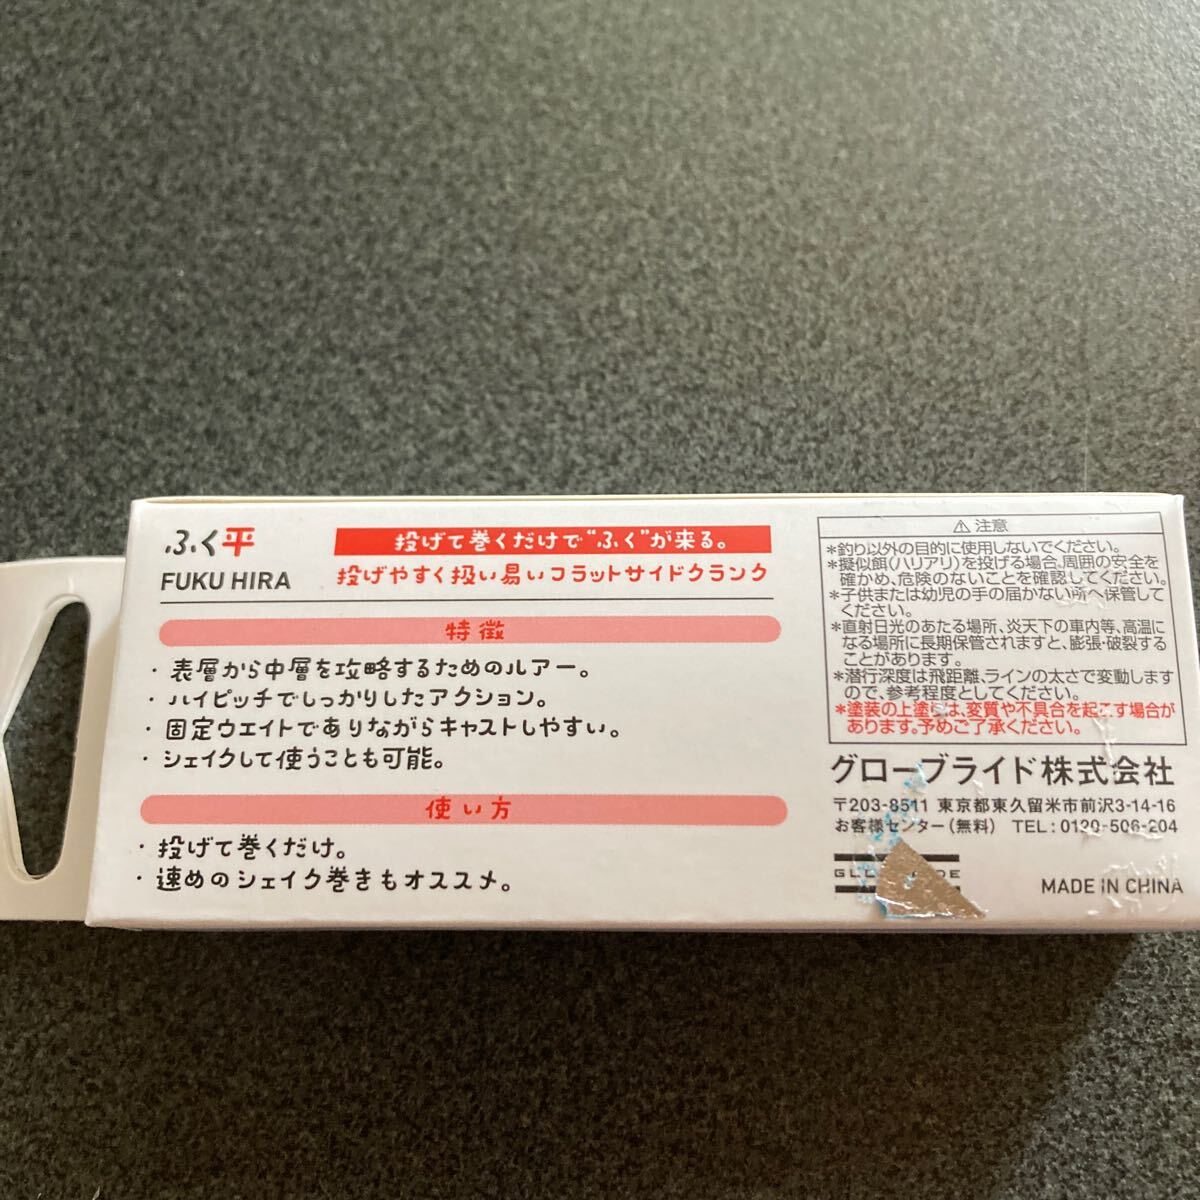 ふく平
FUKU HIRA
投げて巻くだけで“ふく”が来る。
投げやすく扱い易いフラットサイドクランク
特徴
・表層から中層を攻略するためのルアー。
・ハイピッチでしっかりしたアクション。
・固定ウエイトでありながらキャストしやすい。
・シェイクして使うことも可能。
使い方
・投げて巻くだけ。
・速めのシェイク巻きもオススメ。
⚠注意
*釣り以外の目的に使用しないでください。
*擬似餌(ハリアリ)を投げる場合、周囲の安全を
確かめ、危険のないことを確認してください。
*子供または幼児の手の届かない所へ保管して
ください。
*直射日光のあたる場所、炎天下の車内等、高温に
なる場所に長期保管されますと、膨張・破裂する
ことがあります。
*潜行深度は飛距離、ラインの太さで変動します
ので、参考程度としてください。
*塗装の上塗りは、変質や不具合を起こす場合が
あります。予めご了承ください。
グローブライド株式会社
〒203-8511 東京都東久留米市前沢3-14-16
お客様センター(無料) TEL:0120-506-204
MADE IN CHINA